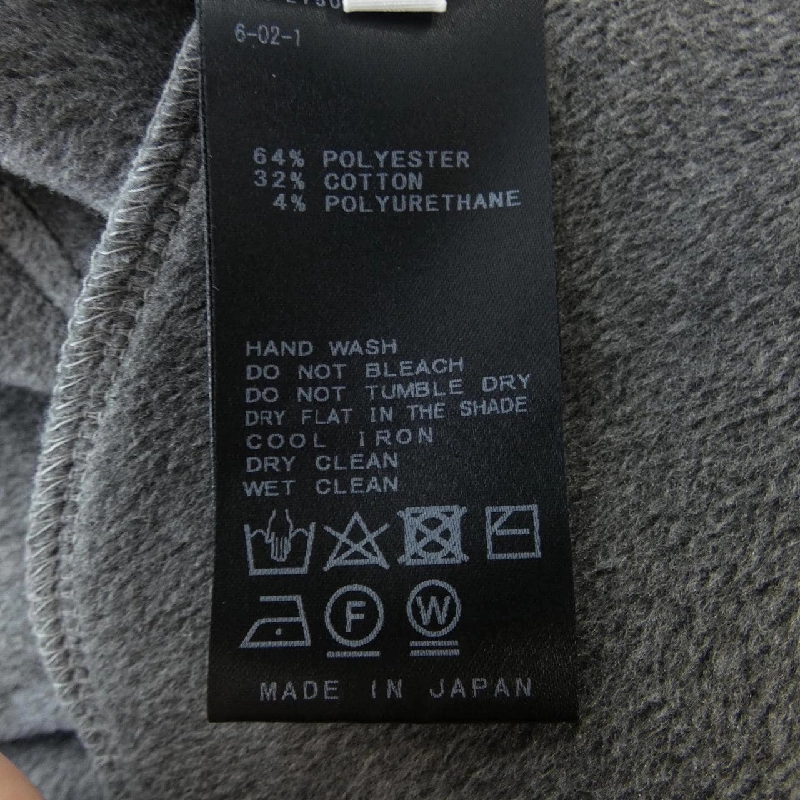 6-02-1
64% POLYESTER
32% COTTON
4% POLYURETHANE
HAND WASH
DO NOT BLEACH
DO NOT TUMBLE DRY
DRY FLAT IN THE SHADE
COOL IRON
DRY CLEAN
WET CLEAN
F W
MADE IN JAPAN